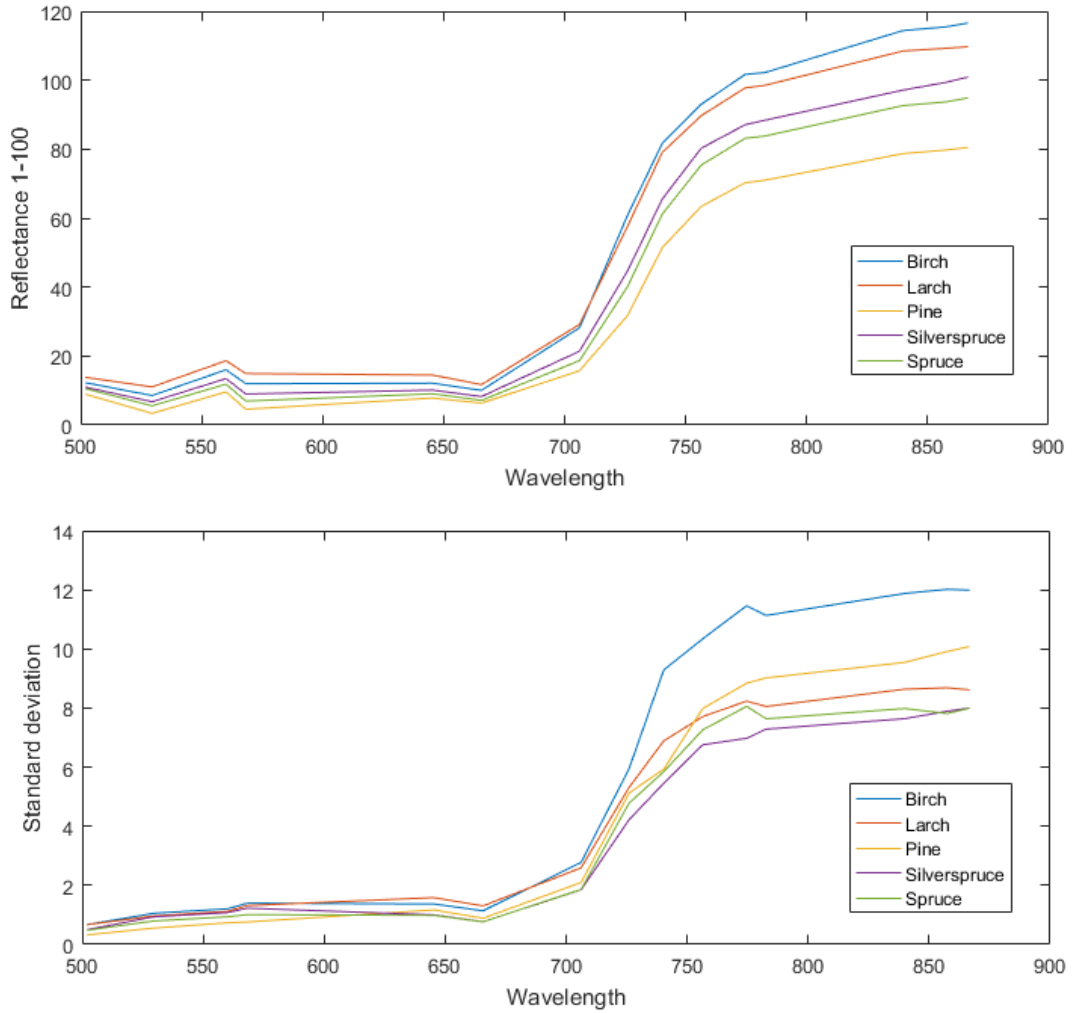 120
100
80
60
40
20
0
Reflectance 1-100
Birch
Larch
Pine
Silverspruce
Spruce
500 550 600 650 700 750 800 850 900
Wavelength
14
12
10
8
6
4
2
0
Standard deviation
Birch
Larch
Pine
Silverspruce
Spruce
500 550 600 650 700 750 800 850 900
Wavelength